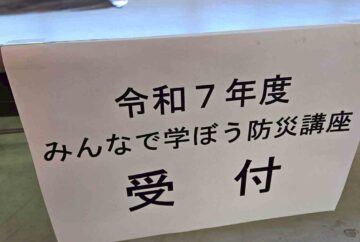 令和７年度
みんなで学ぼう防災講座
受　付